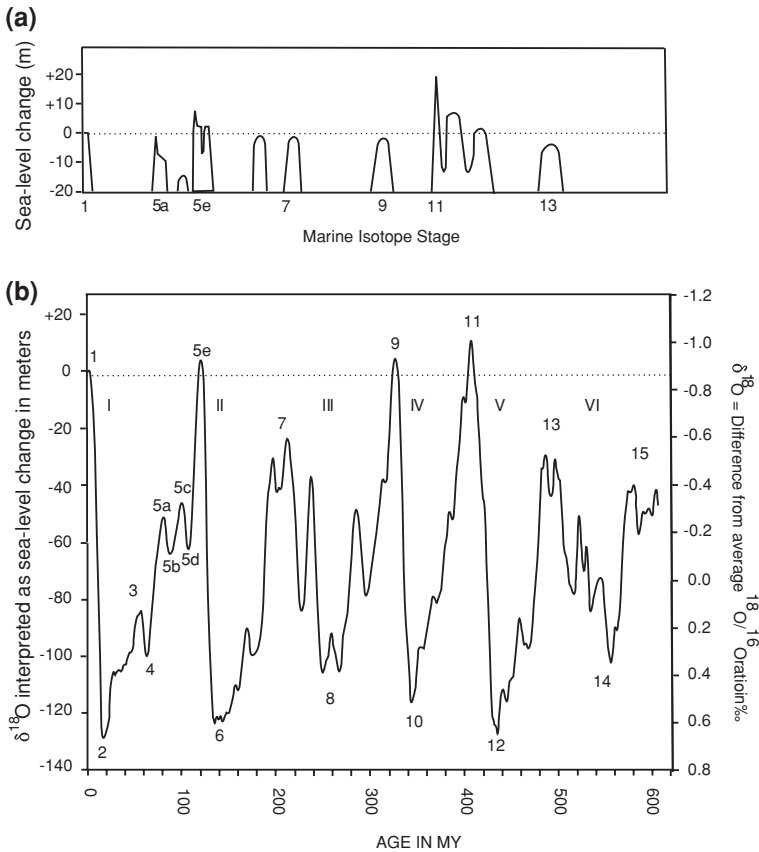 (a)
Sea-level change (m)
+20
+10
0
-10
-20
1 5a 5e 7 9 11 13
Marine Isotope Stage
(b)
δ18O interpreted as sea-level change in meters
+20
0
-20
-40
-60
-80
-100
-120
-140
1 5e 9 11
I II III IV V VI
7 13 15
5c
5a
5b 5d
3
4
2 6 8 10 12 14
-1.2
-1.0
-0.8
-0.6
-0.4
-0.2
0.0
0.2
0.4
0.6
0.8
δ18O = Difference from average 18O/16 Oratioin‰
0 100 200 300 400 500 600
AGE IN MY